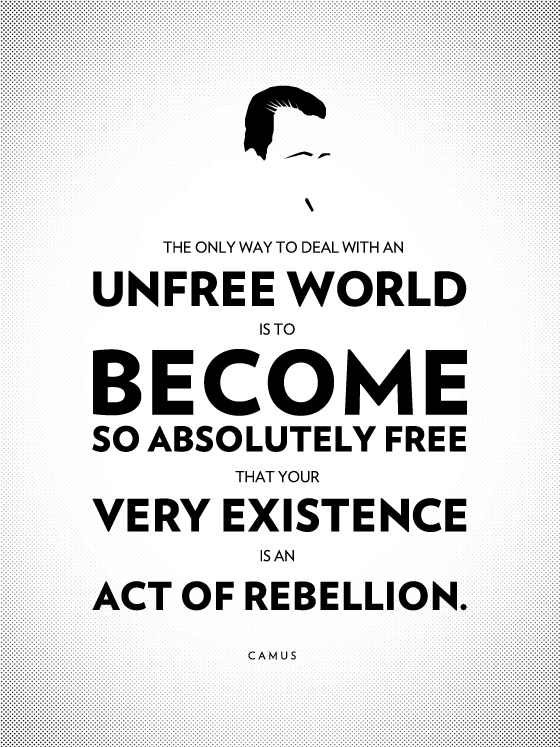 THE ONLY WAY TO DEAL WITH AN
UNFREE WORLD
IS TO
BECOME
SO ABSOLUTELY FREE
THAT YOUR
VERY EXISTENCE
IS AN
ACT OF REBELLION.
CAMUS